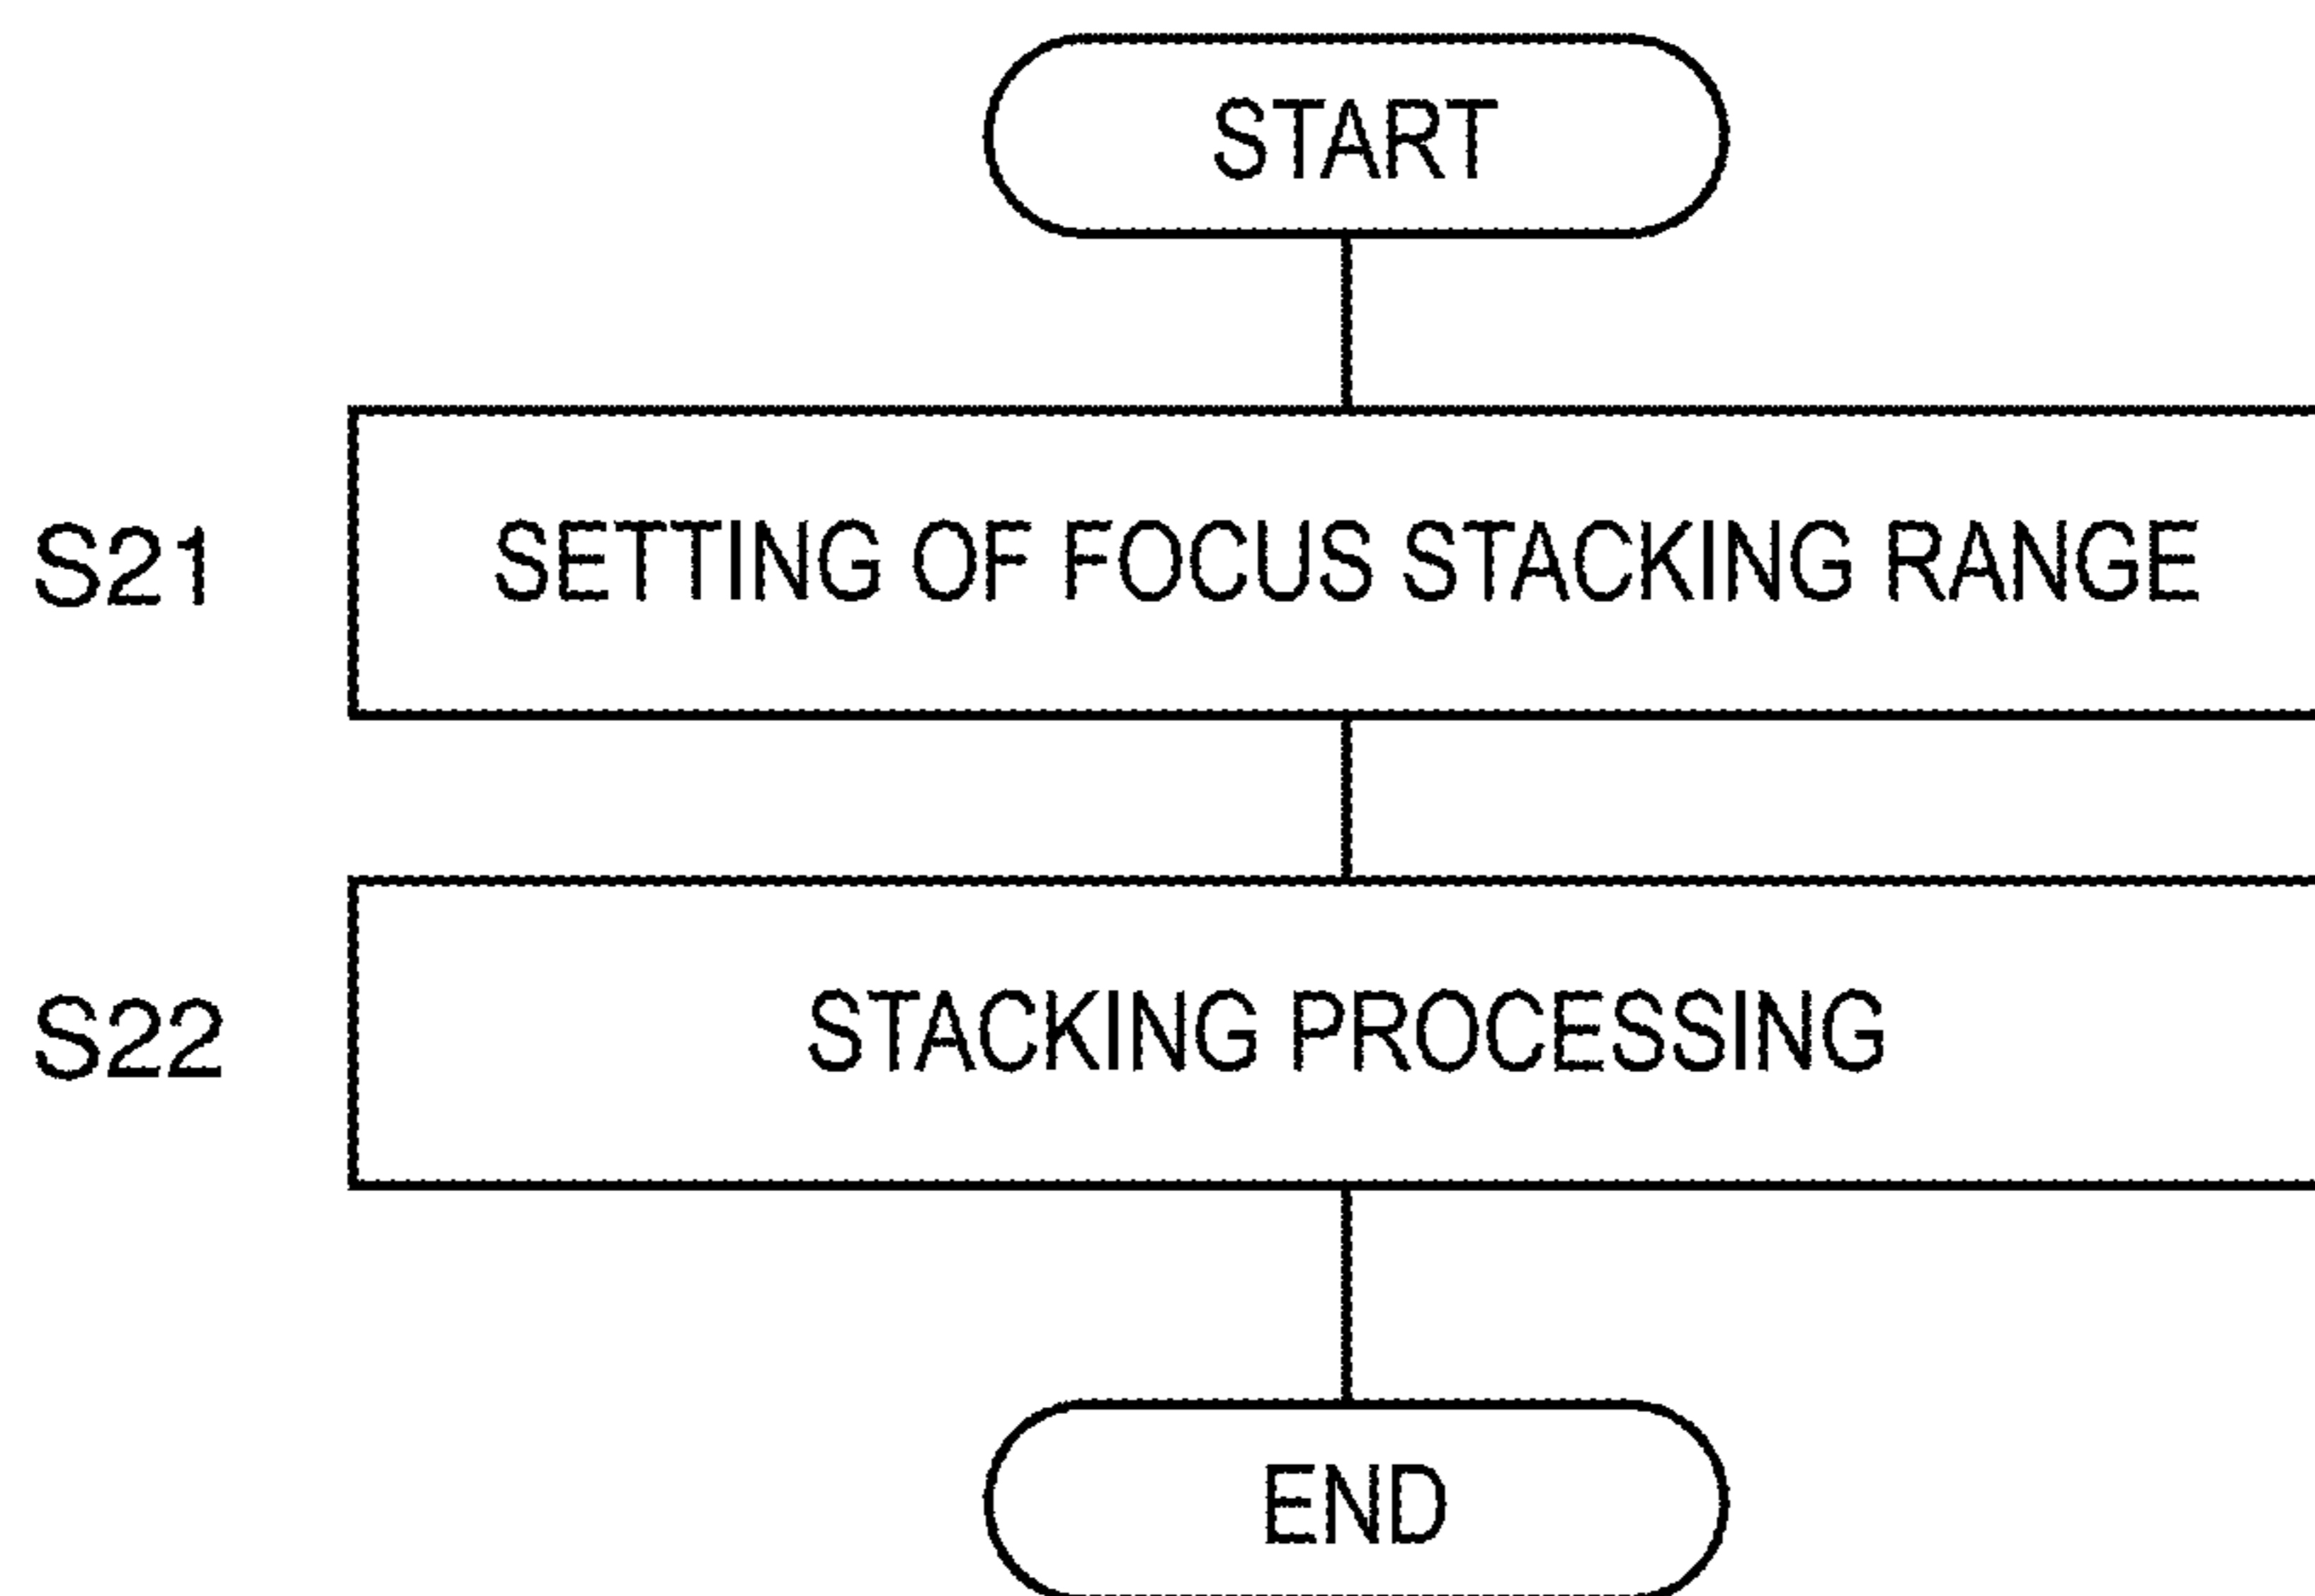 START
S21
SETTING OF FOCUS STACKING RANGE
S22
STACKING PROCESSING
END